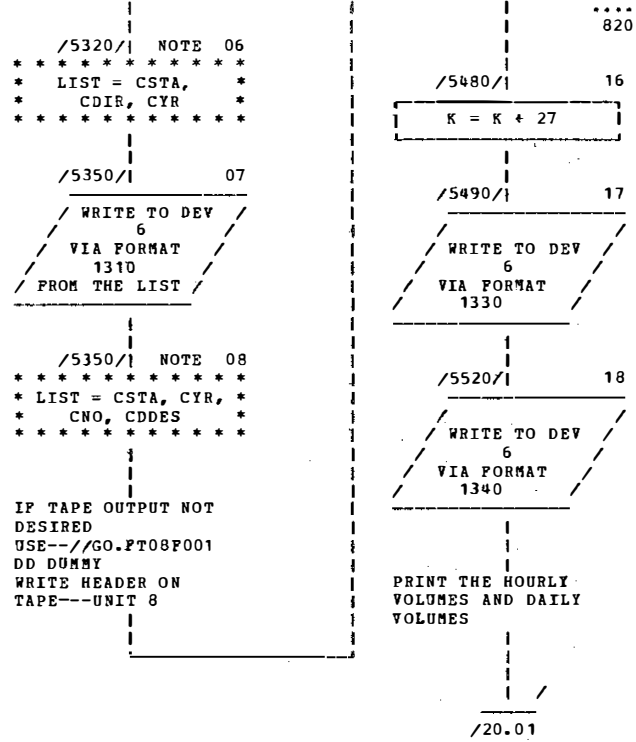 820
/5320/ NOTE 06
* * * * * * * * * * *
* LIST = CSTA, *
* CDIR, CYR *
* * * * * * * * * * *
/5350/ 07
WRITE TO DEV
6
VIA FORMAT
1310
FROM THE LIST
/5350/ NOTE 08
* * * * * * * * * * *
* LIST = CSTA, CYR, *
* CNO, CDDES *
* * * * * * * * * * *
IF TAPE OUTPUT NOT
DESIRED
USE--//GO.FT08F001
DD DUMMY
WRITE HEADER ON
TAPE---UNIT 8
/5480/ 16
K = K + 27
/5490/ 17
WRITE TO DEV
6
VIA FORMAT
1330
/5520/ 18
WRITE TO DEV
6
VIA FORMAT
1340
PRINT THE HOURLY
VOLUMES AND DAILY
VOLUMES
/20.01